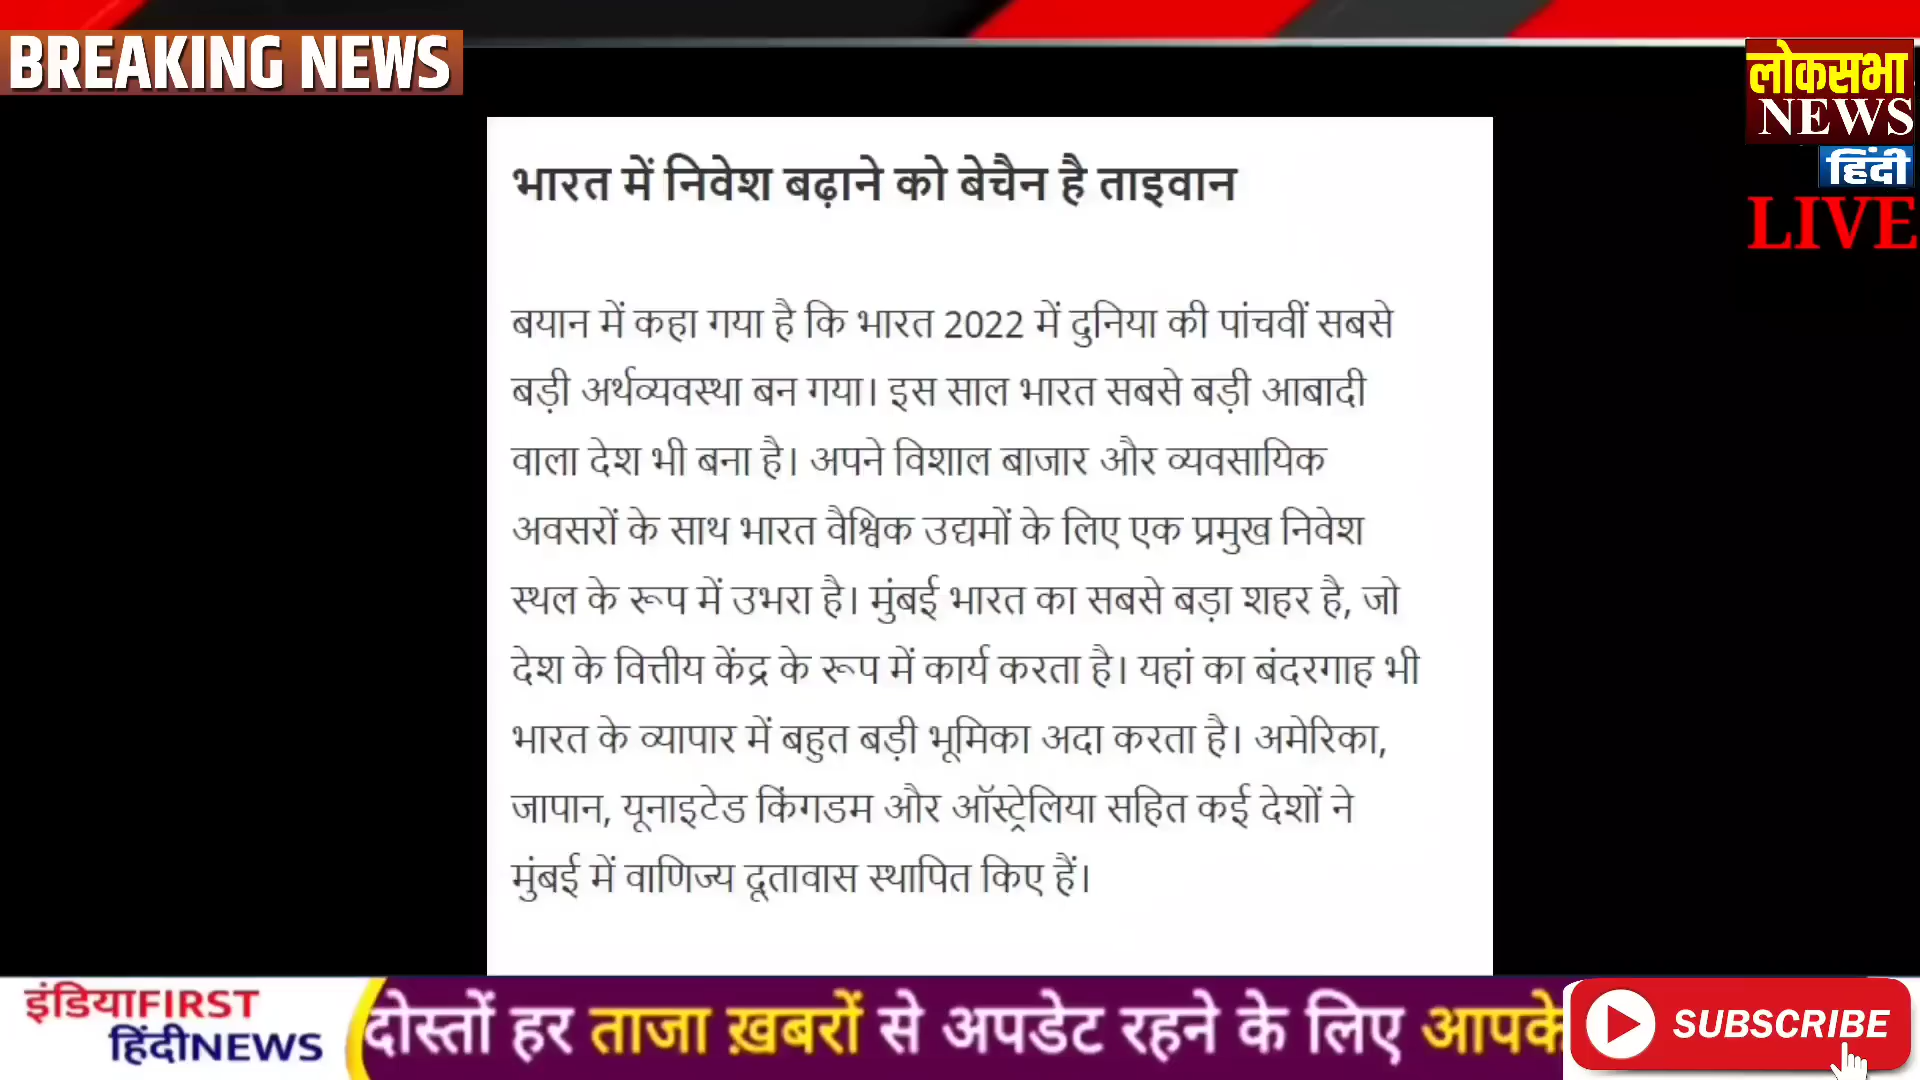 BREAKING NEWS
लोकसभा
NEWS
हिंदी
LIVE
भारत में निवेश बढ़ाने को बेचैन है ताइवान
बयान में कहा गया है कि भारत 2022 में दुनिया की पांचवीं सबसे
बड़ी अर्थव्यवस्था बन गया। इस साल भारत सबसे बड़ी आबादी
वाला देश भी बना है। अपने विशाल बाजार और व्यवसायिक
अवसरों के साथ भारत वैश्विक उद्यमों के लिए एक प्रमुख निवेश
स्थल के रूप में उभरा है। मुंबई भारत का सबसे बड़ा शहर है, जो
देश के वित्तीय केंद्र के रूप में कार्य करता है। यहां का बंदरगाह भी
भारत के व्यापार में बहुत बड़ी भूमिका अदा करता है। अमेरिका,
जापान, यूनाइटेड किंगडम और ऑस्ट्रेलिया सहित कई देशों ने
मुंबई में वाणिज्य दूतावास स्थापित किए हैं।
इंडियाFIRST
हिंदीNEWS
दोस्तों हर ताजा ख़बरों से अपडेट रहने के लिए आपके
SUBSCRIBE